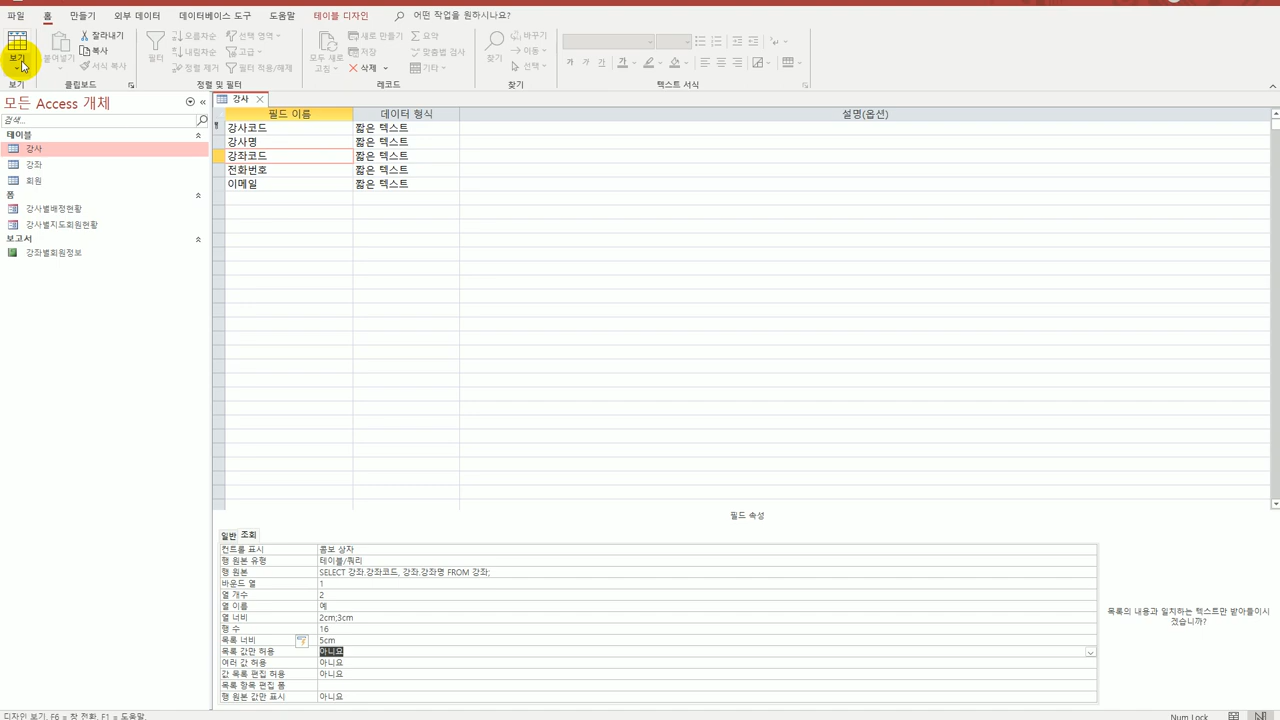 파일 홈 만들기 외부 데이터 데이터베이스 도구 도움말 테이블 디자인 어떤 작업을 원하시나요?
보기
붙여넣기
잘라내기
복사
서식 복사
필터
오름차순
내림차순
정렬 제거
선택 영역
고급
필터 적용/해제
모두 새로 고침
새로 만들기
저장
삭제
요약
맞춤법 검사
기타
찾기
바꾸기
이동
선택
가 가 가
보기 클립보드 정렬 및 필터 레코드 찾기 텍스트 서식
모든 Access 개체
검색...
테이블
강사
강좌
회원
폼
강사별배정현황
강사별지도회원현황
보고서
강좌별회원정보
강사
필드 이름 데이터 형식 설명(옵션)
강사코드 짧은 텍스트
강사명 짧은 텍스트
강좌코드 짧은 텍스트
전화번호 짧은 텍스트
이메일 짧은 텍스트
필드 속성
일반 조회
컨트롤 표시 콤보 상자
행 원본 유형 테이블/쿼리
행 원본 SELECT 강좌.강좌코드, 강좌.강좌명 FROM 강좌;
바운드 열 1
열 개수 2
열 이름 예
열 너비 2cm;3cm
행 수 16
목록 너비 5cm
목록 값만 허용 아니요
여러 값 허용 아니요
값 목록 편집 허용 아니요
목록 항목 편집 폼
행 원본 값만 표시 아니요
목록의 내용과 일치하는 텍스트만 받아들이시
겠습니까?
디자인 보기. F6 = 창 전환. F1 = 도움말. Num Lock